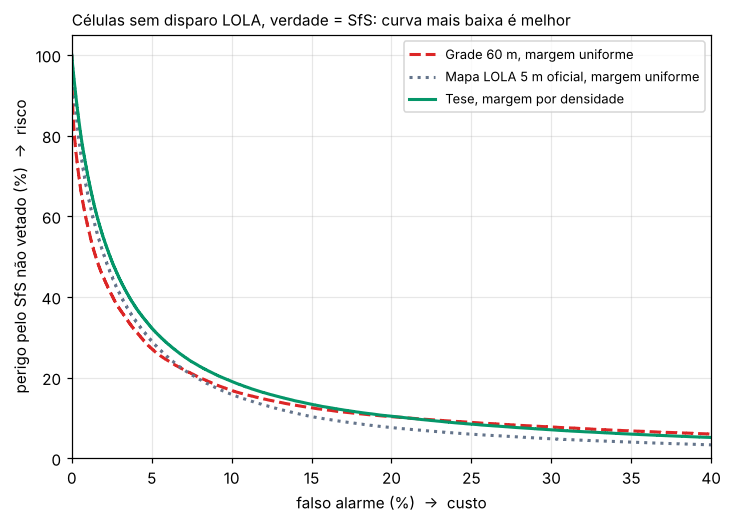 Células sem disparo LOLA, verdade = SfS: curva mais baixa é melhor
Grade 60 m, margem uniforme
Mapa LOLA 5 m oficial, margem uniforme
Tese, margem por densidade
perigo pelo SfS não vetado (%) → risco
100
80
60
40
20
0
0 5 10 15 20 25 30 35 40
falso alarme (%) → custo